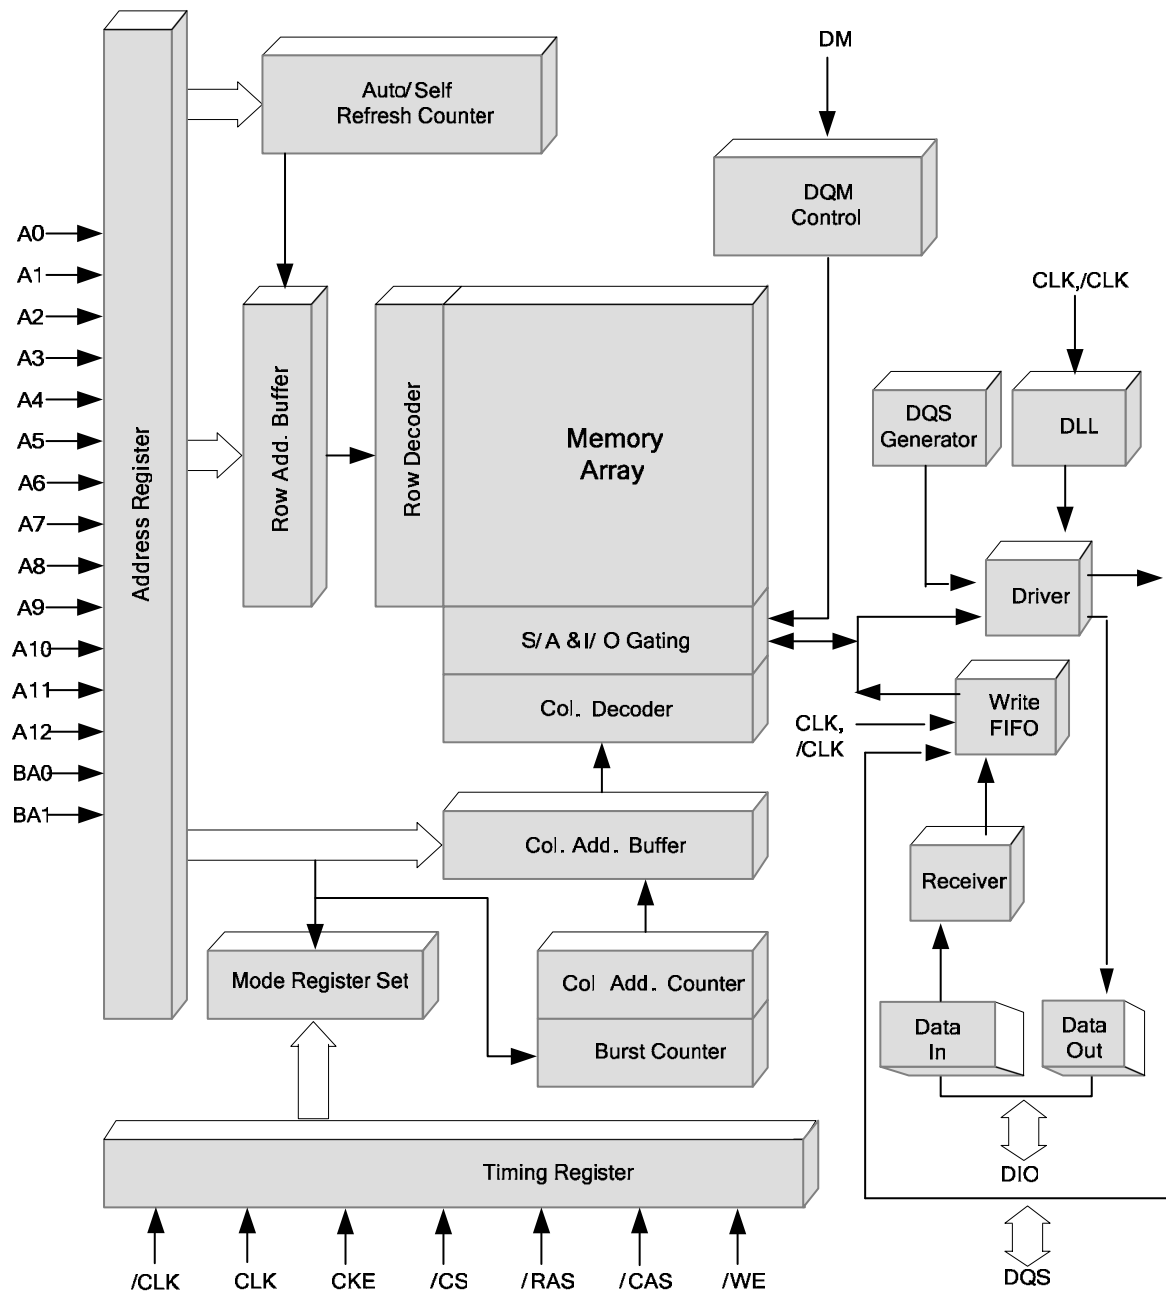 DM
Auto/Self
Refresh Counter
DQM
Control
A0
A1
A2
A3
A4
A5
A6
A7
A8
A9
A10
A11
A12
BA0
BA1
Address Register
Row Add. Buffer
Row Decoder
Memory
Array
CLK,/CLK
DQS
Generator
DLL
Driver
S/A &I/O Gating
Col. Decoder
Write
FIFO
CLK,
/CLK
Col. Add. Buffer
Receiver
Mode Register Set
Col Add. Counter
Burst Counter
Data
In
Data
Out
Timing Register
DIO
DQS
/CLK
CLK
CKE
/CS
/RAS
/CAS
/WE